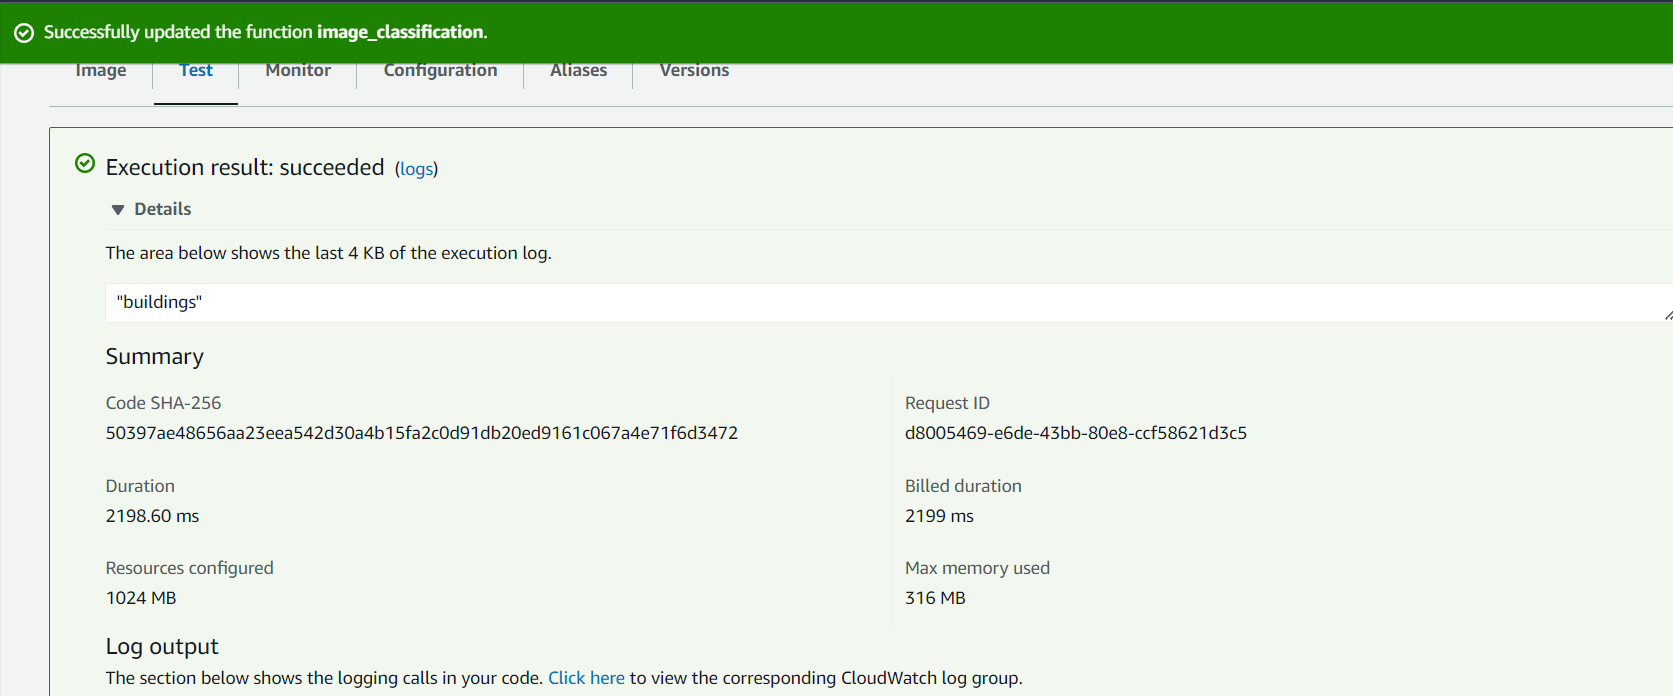 Successfully updated the function image_classification.
Image Test Monitor Configuration Aliases Versions
Execution result: succeeded (logs)
Details
The area below shows the last 4 KB of the execution log.
"buildings"
Summary
Code SHA-256
50397ae48656aa23eea542d30a4b15fa2c0d91db20ed9161c067a4e71f6d3472
Request ID
d8005469-e6de-43bb-80e8-ccf58621d3c5
Duration
2198.60 ms
Billed duration
2199 ms
Resources configured
1024 MB
Max memory used
316 MB
Log output
The section below shows the logging calls in your code. Click here to view the corresponding CloudWatch log group.